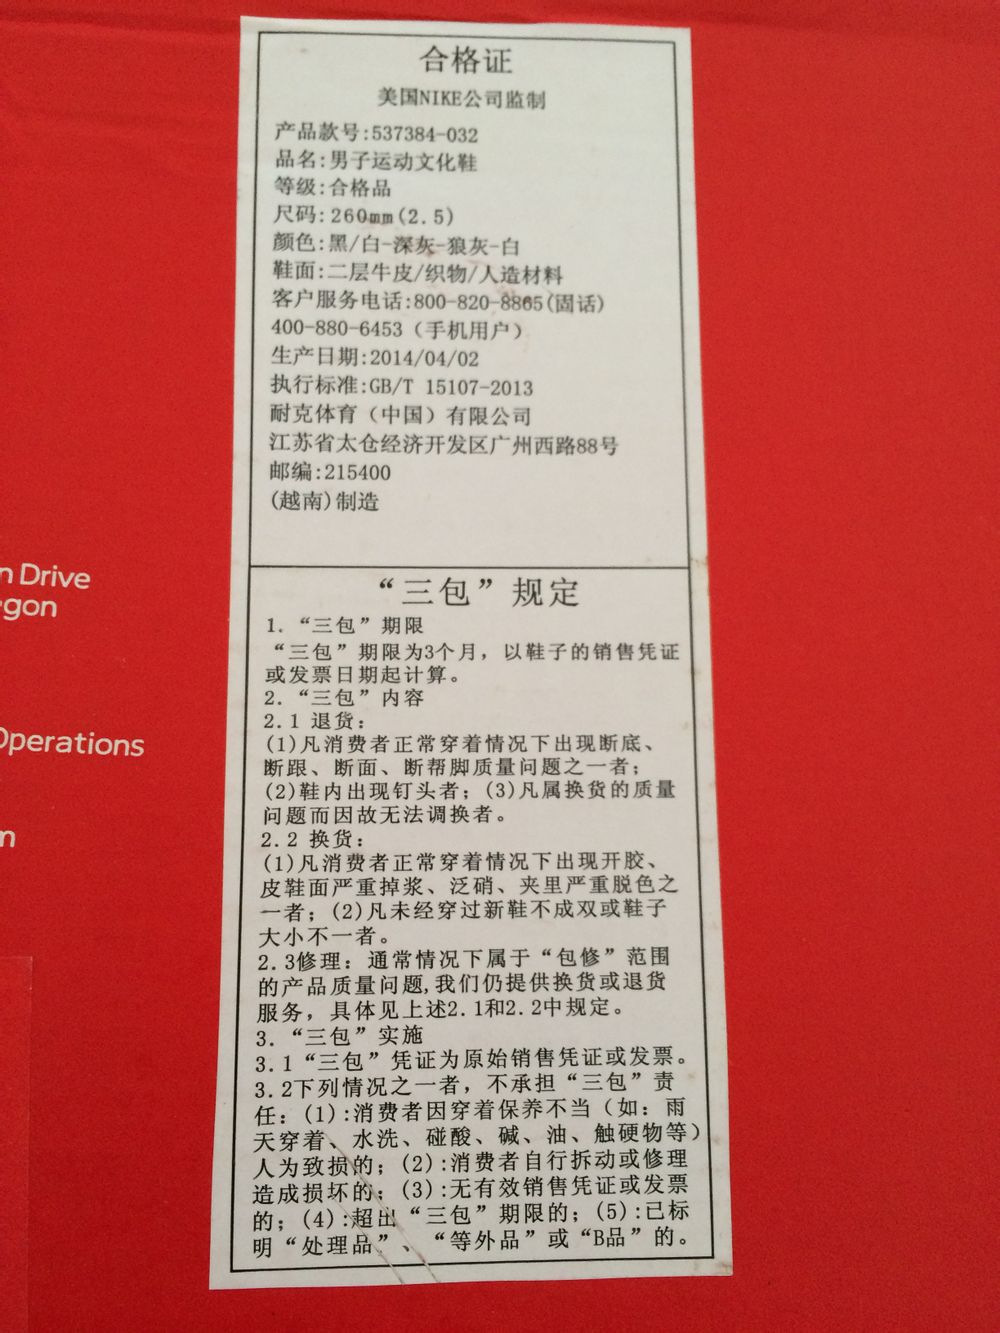 合格证
美国NIKE公司监制
产品款号:537384-032
品名:男子运动文化鞋
等级:合格品
尺码:260mm(2.5)
颜色:黑/白-深灰-狼灰-白
鞋面:二层牛皮/织物/人造材料
客户服务电话:800-820-8865(固话)
400-880-6453（手机用户）
生产日期:2014/04/02
执行标准:GB/T 15107-2013
耐克体育（中国）有限公司
江苏省太仓经济开发区广州西路88号
邮编:215400
(越南)制造
n Drive
gon
Operations
n
“三包”规定
1. “三包”期限
“三包”期限为3个月，以鞋子的销售凭证
或发票日期起计算。
2. “三包”内容
2.1 退货：
(1)凡消费者正常穿着情况下出现断底、
断跟、断面、断帮脚质量问题之一者；
(2)鞋内出现钉头者；(3)凡属换货的质量
问题而因故无法调换者。
2.2 换货：
(1)凡消费者正常穿着情况下出现开胶、
皮鞋面严重掉浆、泛硝、夹里严重脱色之
一者；(2)凡未经穿过新鞋不成双或鞋子
大小不一者。
2.3修理：通常情况下属于“包修”范围
的产品质量问题,我们仍提供换货或退货
服务，具体见上述2.1和2.2中规定。
3. “三包”实施
3.1“三包”凭证为原始销售凭证或发票。
3.2下列情况之一者，不承担“三包”责
任：(1):消费者因穿着保养不当（如：雨
天穿着、水洗、碰酸、碱、油、触硬物等）
人为致损的；(2):消费者自行拆动或修理
造成损坏的；(3):无有效销售凭证或发票
的；(4):超出“三包”期限的；(5):已标
明“处理品”、“等外品”或“B品”的。